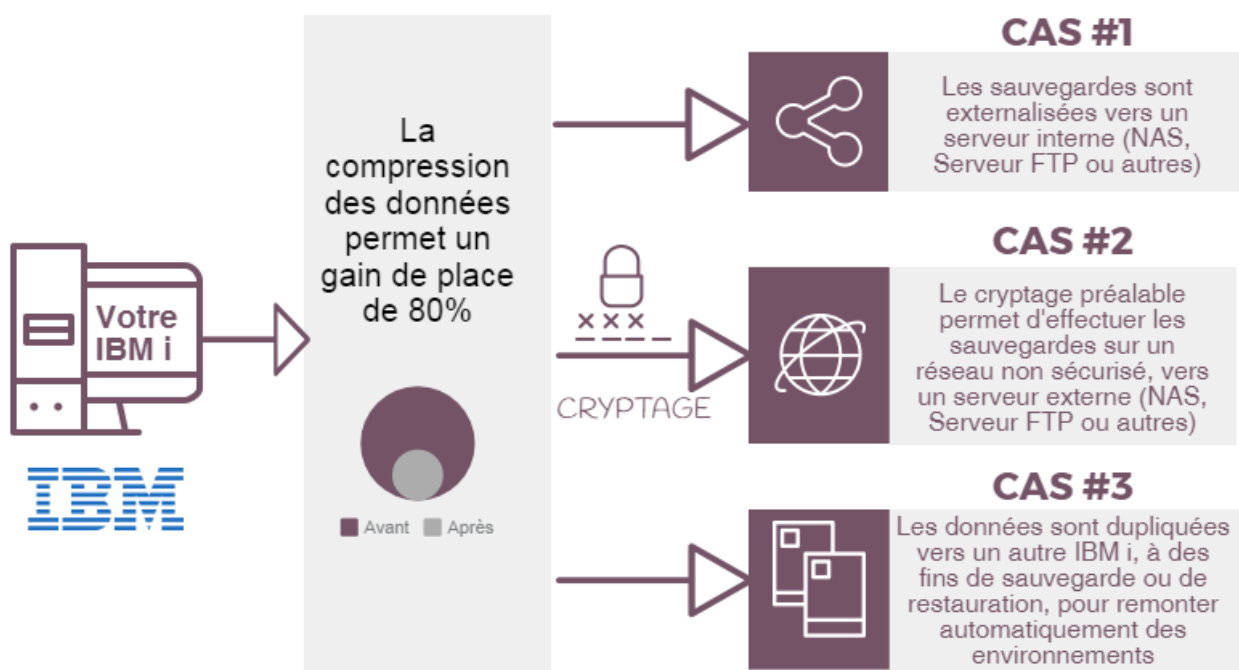 Votre
IBM i
IBM
La
compression
des données
permet un
gain de place
de 80%
Avant
Après
CAS #1
Les sauvegardes sont
externalisées vers un
serveur interne (NAS,
Serveur FTP ou autres)
CRYPTAGE
CAS #2
Le cryptage préalable
permet d'effectuer les
sauvegardes sur un
réseau non sécurisé, vers
un serveur externe (NAS,
Serveur FTP ou autres)
CAS #3
Les données sont dupliquées
vers un autre IBM i, à des
fins de sauvegarde ou de
restauration, pour remonter
automatiquement des
environnements